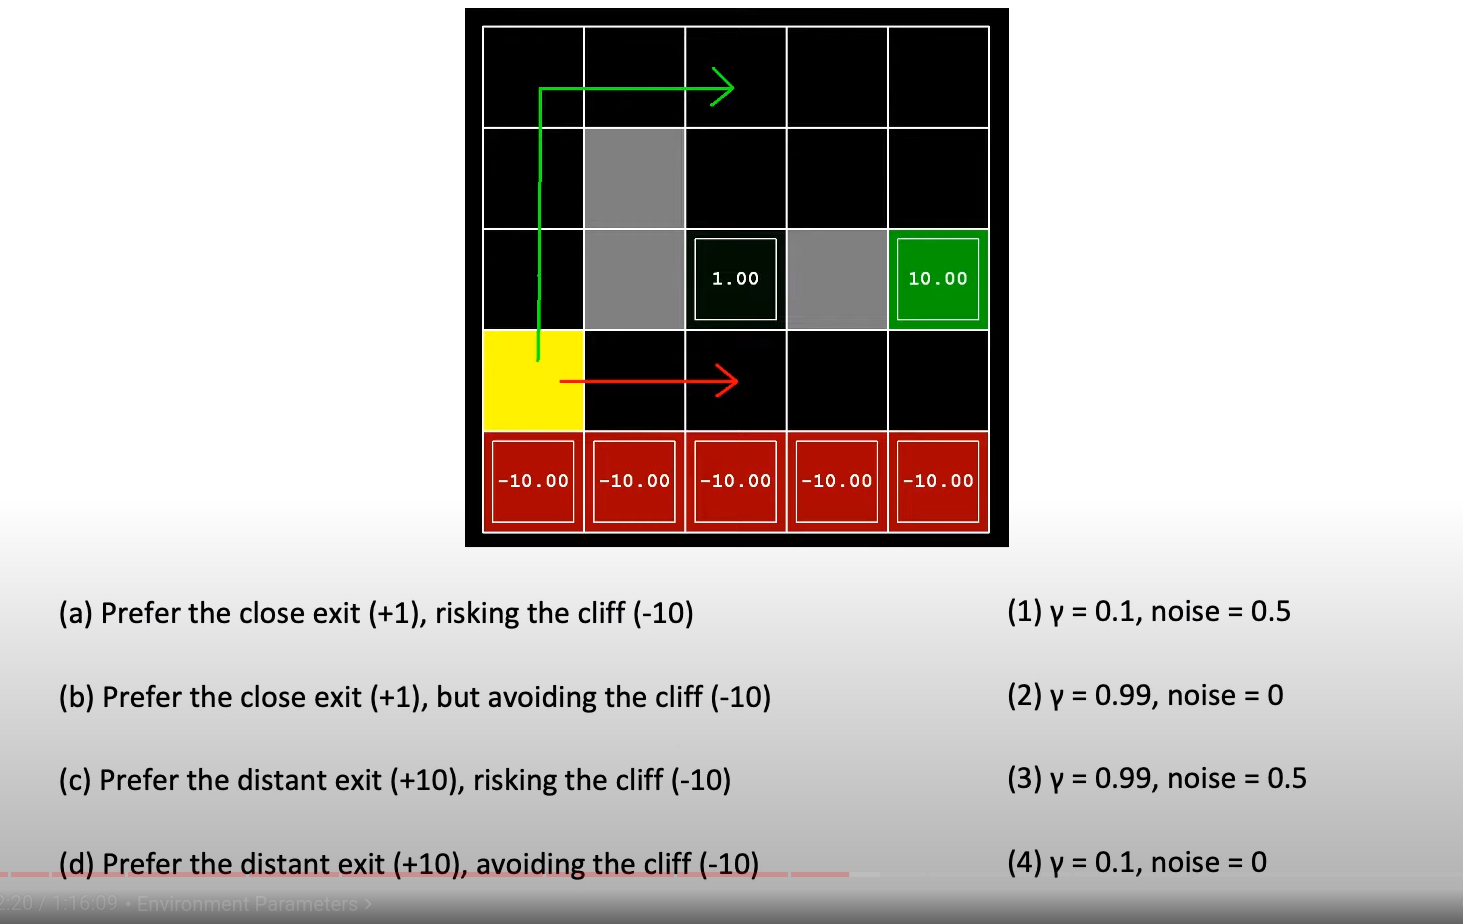 1.00 10.00
-10.00 -10.00 -10.00 -10.00 -10.00
(a) Prefer the close exit (+1), risking the cliff (-10)
(1) γ = 0.1, noise = 0.5
(b) Prefer the close exit (+1), but avoiding the cliff (-10)
(2) γ = 0.99, noise = 0
(c) Prefer the distant exit (+10), risking the cliff (-10)
(3) γ = 0.99, noise = 0.5
(d) Prefer the distant exit (+10), avoiding the cliff (-10)
(4) γ = 0.1, noise = 0
2:20 / 1:16:09 • Environment Parameters >